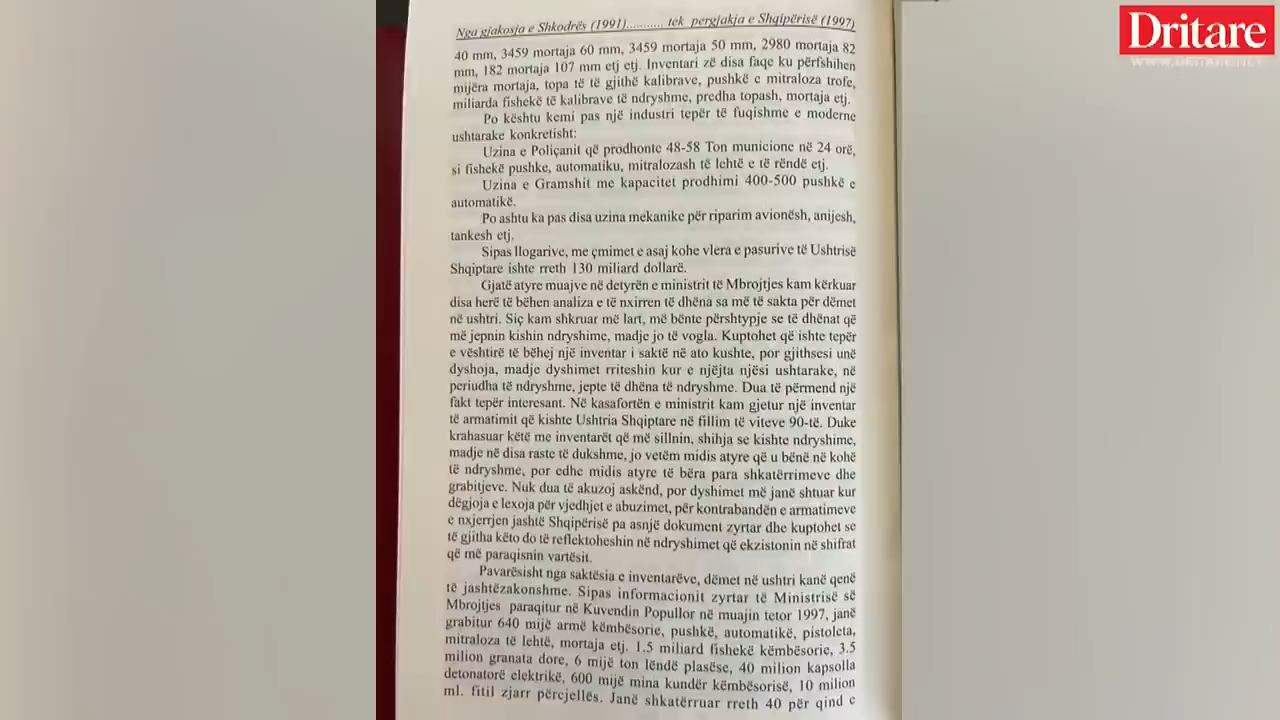 Nga gjakosja e Shkodrës (1991)........... tek pergjakja e Shqipërisë (1997)
40 mm, 3459 mortaja 60 mm, 3459 mortaja 50 mm, 2980 mortaja 82
mm, 182 mortaja 107 mm etj etj. Inventari zë disa faqe ku përfshihen
mijëra mortaja, topa të të gjithë kalibrave, pushkë e mitraloza trofe,
miliarda fishekë të kalibrave të ndryshme, predha topash, mortaja etj.
Po kështu kemi pas një industri tepër të fuqishme e moderne
ushtarake konkretisht:
Uzina e Poliçanit që prodhonte 48-58 Ton municione në 24 orë,
si fishekë pushke, automatiku, mitralozash të lehtë e të rëndë etj.
Uzina e Gramshit me kapacitet prodhimi 400-500 pushkë e
automatikë.
Po ashtu ka pas disa uzina mekanike për riparim avionësh, anijesh,
tankesh etj.
Sipas llogarive, me çmimet e asaj kohe vlera e pasurive të Ushtrisë
Shqiptare ishte rreth 130 miliard dollarë.
Gjatë atyre muajve në detyrën e ministrit të Mbrojtjes kam kërkuar
disa herë të bëhen analiza e të nxirren të dhëna sa më të sakta për dëmet
në ushtri. Siç kam shkruar më lart, më bënte përshtypje se të dhënat që
më jepnin kishin ndryshime, madje jo të vogla. Kuptohet që ishte tepër
e vështirë të bëhej një inventar i saktë në ato kushte, por gjithsesi unë
dyshoja, madje dyshimet rriteshin kur e njëjta njësi ushtarake, në
periudha të ndryshme, jepte të dhëna të ndryshme. Dua të përmend një
fakt tepër interesant. Në kasafortën e ministrit kam gjetur një inventar
të armatimit që kishte Ushtria Shqiptare në fillim të viteve 90-të. Duke
krahasuar këtë me inventarët që më sillnin, shihja se kishte ndryshime,
madje në disa raste të dukshme, jo vetëm midis atyre që u bënë në kohë
të ndryshme, por edhe midis atyre të bëra para shkatërrimeve dhe
grabitjeve. Nuk dua të akuzoj askënd, por dyshimet më janë shtuar kur
dëgjoja e lexoja për vjedhjet e abuzimet, për kontrabandën e armatimeve
e nxjerrjen jashtë Shqipërisë pa asnjë dokument zyrtar dhe kuptohet se
të gjitha këto do të reflektoheshin në ndryshimet që ekzistonin në shifrat
që më paraqisnin vartësit.
Pavarësisht nga saktësia e inventarëve, dëmet në ushtri kanë qenë
të jashtëzakonshme. Sipas informacionit zyrtar të Ministrisë së
Mbrojtjes paraqitur në Kuvendin Popullor në muajin tetor 1997, janë
grabitur 640 mijë armë këmbësorie, pushkë, automatikë, pistoleta,
mitraloza të lehtë, mortaja etj. 1.5 miliard fishekë këmbësorie, 3.5
milion granata dore, 6 mijë ton lëndë plasëse, 40 milion kapsolla
detonatorë elektrikë, 600 mijë mina kundër këmbësorisë, 10 milion
ml. fitil zjarr përcjellës. Janë shkatërruar rreth 40 për qind e
Dritare
WWW.DRITARE.NET